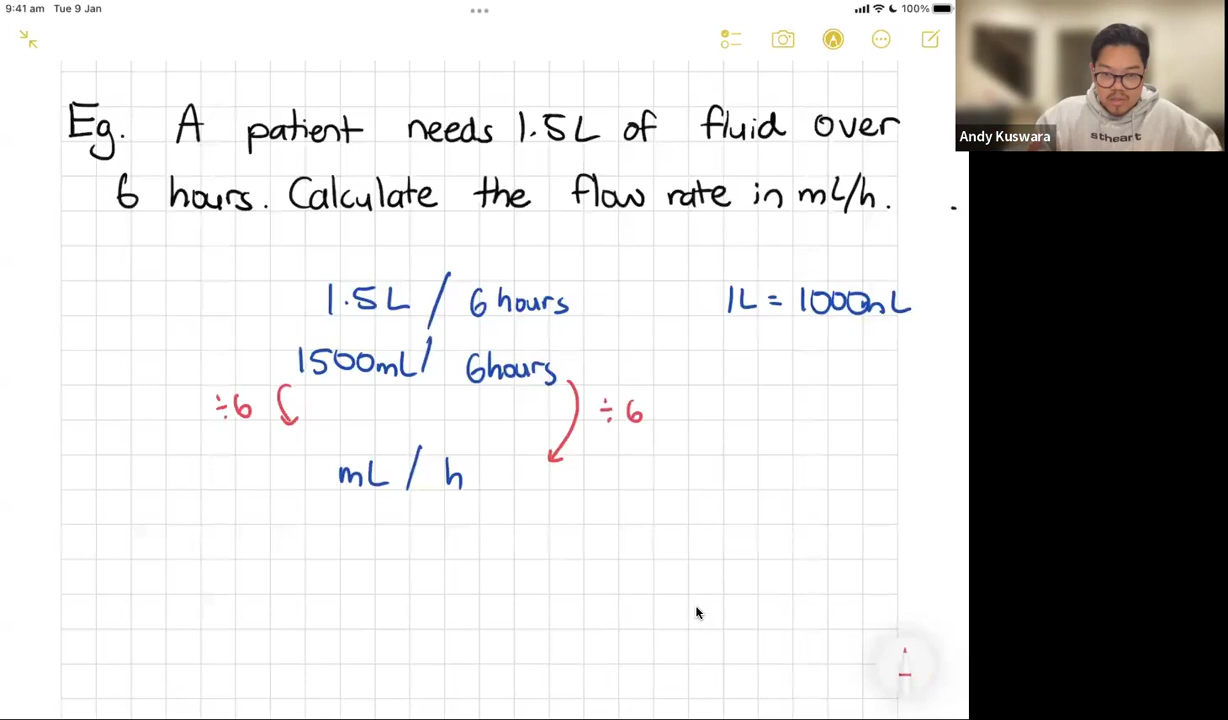 9:41 am Tue 9 Jan
100%
Eg. A patient needs 1.5L of fluid over
6 hours. Calculate the flow rate in mL/h.
1.5L / 6 hours
1L = 1000mL
1500mL/ 6hours
÷6
÷6
mL / h
stheart
Andy Kuswara